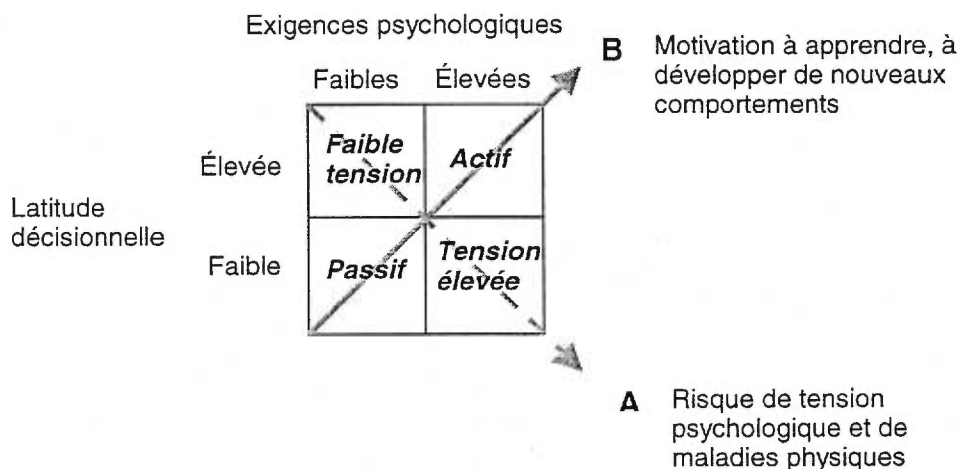 Exigences psychologiques
Faibles
Élevées
B
Motivation à apprendre, à
développer de nouveaux
comportements
Latitude
décisionnelle
Élevée
Faible
tension
Actif
Faible
Passif
Tension
élevée
A
Risque de tension
psychologique et de
maladies physiques